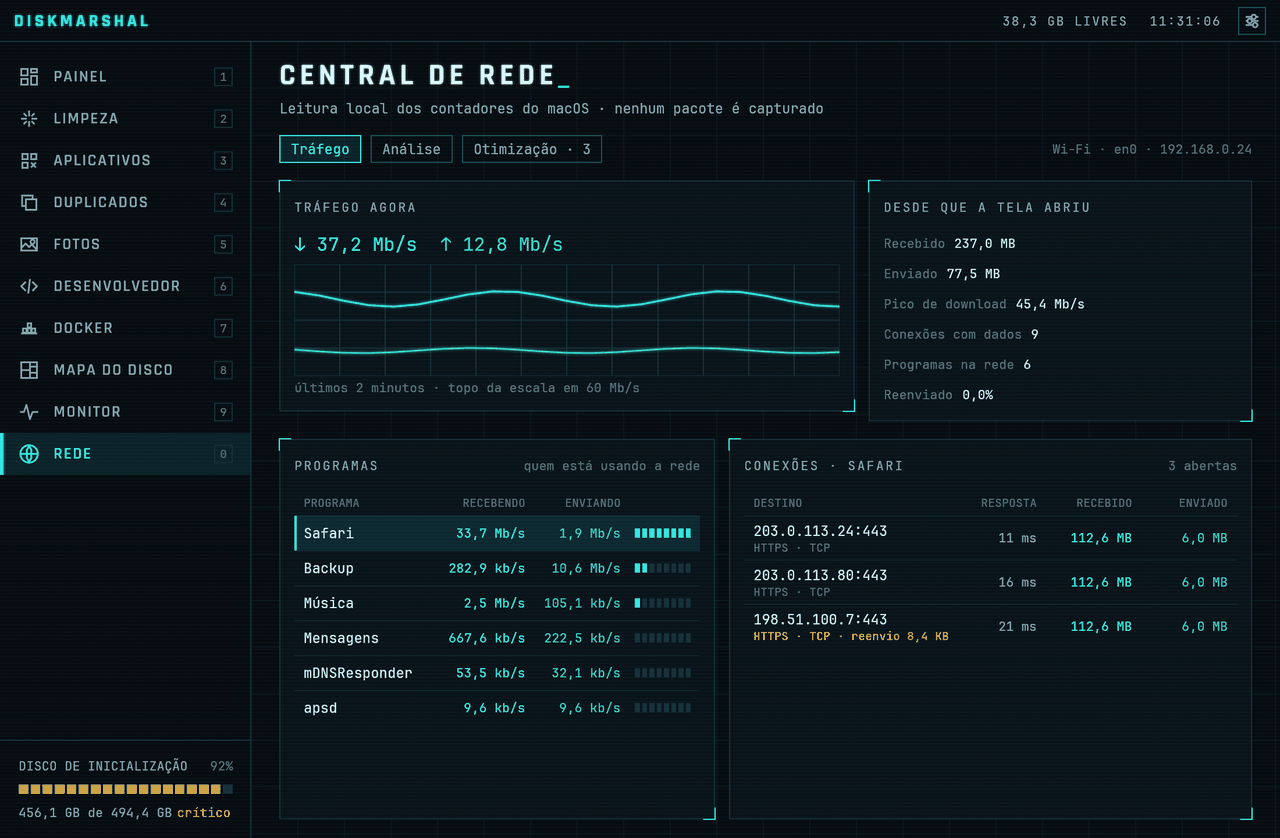 DISKMARSHAL
38,3 GB LIVRES 11:31:06
PAINEL 1
LIMPEZA 2
APLICATIVOS 3
DUPLICADOS 4
FOTOS 5
DESENVOLVEDOR 6
DOCKER 7
MAPA DO DISCO 8
MONITOR 9
REDE 0
DISCO DE INICIALIZAÇÃO 92%
456,1 GB de 494,4 GB crítico
CENTRAL DE REDE_
Leitura local dos contadores do macOS · nenhum pacote é capturado
Tráfego Análise Otimização · 3 Wi-Fi · en0 · 192.168.0.24
TRÁFEGO AGORA
↓ 37,2 Mb/s ↑ 12,8 Mb/s
últimos 2 minutos · topo da escala em 60 Mb/s
DESDE QUE A TELA ABRIU
Recebido 237,0 MB
Enviado 77,5 MB
Pico de download 45,4 Mb/s
Conexões com dados 9
Programas na rede 6
Reenviado 0,0%
PROGRAMAS quem está usando a rede
PROGRAMA RECEBENDO ENVIANDO
Safari 33,7 Mb/s 1,9 Mb/s
Backup 282,9 kb/s 10,6 Mb/s
Música 2,5 Mb/s 105,1 kb/s
Mensagens 667,6 kb/s 222,5 kb/s
mDNSResponder 53,5 kb/s 32,1 kb/s
apsd 9,6 kb/s 9,6 kb/s
CONEXÕES · SAFARI 3 abertas
DESTINO RESPOSTA RECEBIDO ENVIADO
203.0.113.24:443 11 ms 112,6 MB 6,0 MB
HTTPS · TCP
203.0.113.80:443 16 ms 112,6 MB 6,0 MB
HTTPS · TCP
198.51.100.7:443 21 ms 112,6 MB 6,0 MB
HTTPS · TCP · reenvio 8,4 KB